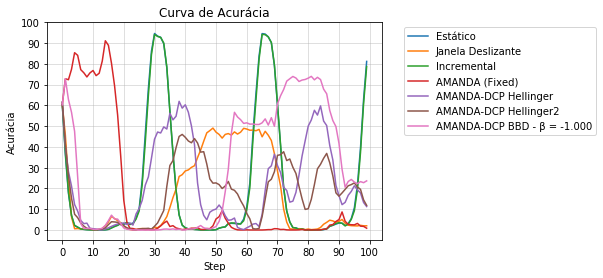 Curva de Acurácia
100
90
80
70
60
50
40
30
20
10
0
Acurácia
0 10 20 30 40 50 60 70 80 90 100
Step
Estático
Janela Deslizante
Incremental
AMANDA (Fixed)
AMANDA-DCP Hellinger
AMANDA-DCP Hellinger2
AMANDA-DCP BBD - β = -1.000